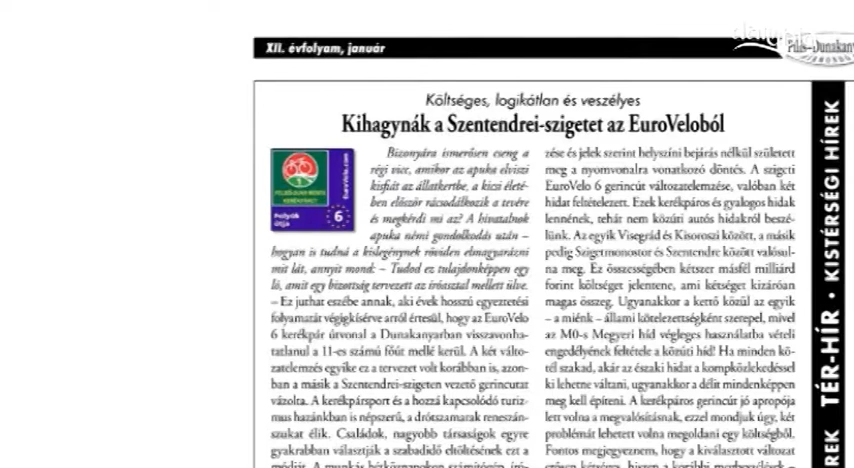 XII. évfolyam, január
Költséges, logikátlan és veszélyes
Kihagynák a Szentendrei-szigetet az EuroVeloból
EuroVelo.com
Folyók
útja
6
Bizonyára ismerősen cseng a
régi vicc, amikor az apuka elviszi
kisfiát az állatkertbe, a kicsi életé-
ben először rácsodálkozik a tevére
és megkérdi mi az? A hivatalnok
apuka némi gondolkodás után –
hogyan is tudná a kislegénynek röviden elmagyarázni
mit lát, annyit mond: – Tudod ez tulajdonképpen egy
ló, amit egy bizottság tervezett az íróasztal mellett ülve.
– Ez juthat eszébe annak, aki évek hosszú egyeztetési
folyamatát végigkísérve arról értesül, hogy az EuroVelo
6 kerékpár útvonal a Dunakanyarban visszavonha-
tatlanul a 11-es számú főút mellé kerül. A két válto-
zatelemzés egyike ez a tervezet volt korábban is, azon-
ban a másik a Szentendrei-szigeten vezető gerincutat
vázolta. A kerékpársport és a hozzá kapcsolódó turiz-
mus hazánkban is népszerű, a drótszamarak reneszán-
szukat élik. Családok, nagyobb társaságok egyre
gyakrabban választják a szabadidő eltöltésének ezt a
módját. A munkás hétköznapokon számítógép, író-
zése és jelek szerint helyszíni bejárás nélkül született
meg a nyomvonalra vonatkozó döntés. A szigeti
EuroVelo 6 gerincút változatelemzése, valóban két
hidat feltételezett. Ezek kerékpáros és gyalogos hidak
lennének, tehát nem közúti autós hidakról beszé-
lünk. Az egyik Visegrád és Kisoroszi között, a másik
pedig Szigetmonostor és Szentendre között valósul-
na meg. Ez összességében kétszer másfél milliárd
forint költséget jelentene, ami kétséget kizáróan
magas összeg. Ugyanakkor a kettő közül az egyik
– a miénk – állami kötelezettségként szerepel, mivel
az M0-s Megyeri híd végleges használatba vételi
engedélyének feltétele a közúti híd! Ha minden kö-
tél szakad, akár az északi hidat a kompközlekedéssel
ki lehetne váltani, ugyanakkor a délit mindenképpen
meg kell építeni. A kerékpáros gerincút jó apropója
lett volna a megvalósításnak, ezzel mondjuk úgy, két
problémát lehetett volna megoldani egy költségből.
Fontos megjegyeznem, hogy a kiválasztott változat
TÉR-HÍR · KISTÉRSÉGI HÍREK